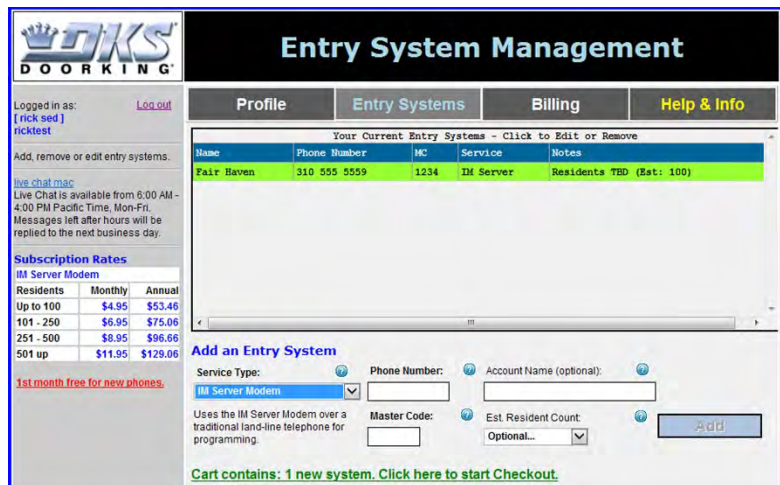 DKS
DOORKING
Entry System Management
Logged in as: Log out
[ rick sed ]
ricktest
Add, remove or edit entry systems.
live chat mac
Live Chat is available from 6:00 AM -
4:00 PM Pacific Time, Mon-Fri.
Messages left after hours will be
replied to the next business day.
Subscription Rates
IM Server Modem
Residents Monthly Annual
Up to 100 $4.95 $53.46
101 - 250 $6.95 $75.06
251 - 500 $8.95 $96.66
501 up $11.95 $129.06
1st month free for new phones.
Profile Entry Systems Billing Help & Info
Your Current Entry Systems - Click to Edit or Remove
Name Phone Number MC Service Notes
Fair Haven 310 555 5559 1234 IM Server Residents TBD (Est: 100)
Add an Entry System
Service Type: Phone Number: Account Name (optional):
IM Server Modem
Uses the IM Server Modem over a
traditional land-line telephone for
programming.
Master Code: Est. Resident Count:
Optional... Add
Cart contains: 1 new system. Click here to start Checkout.